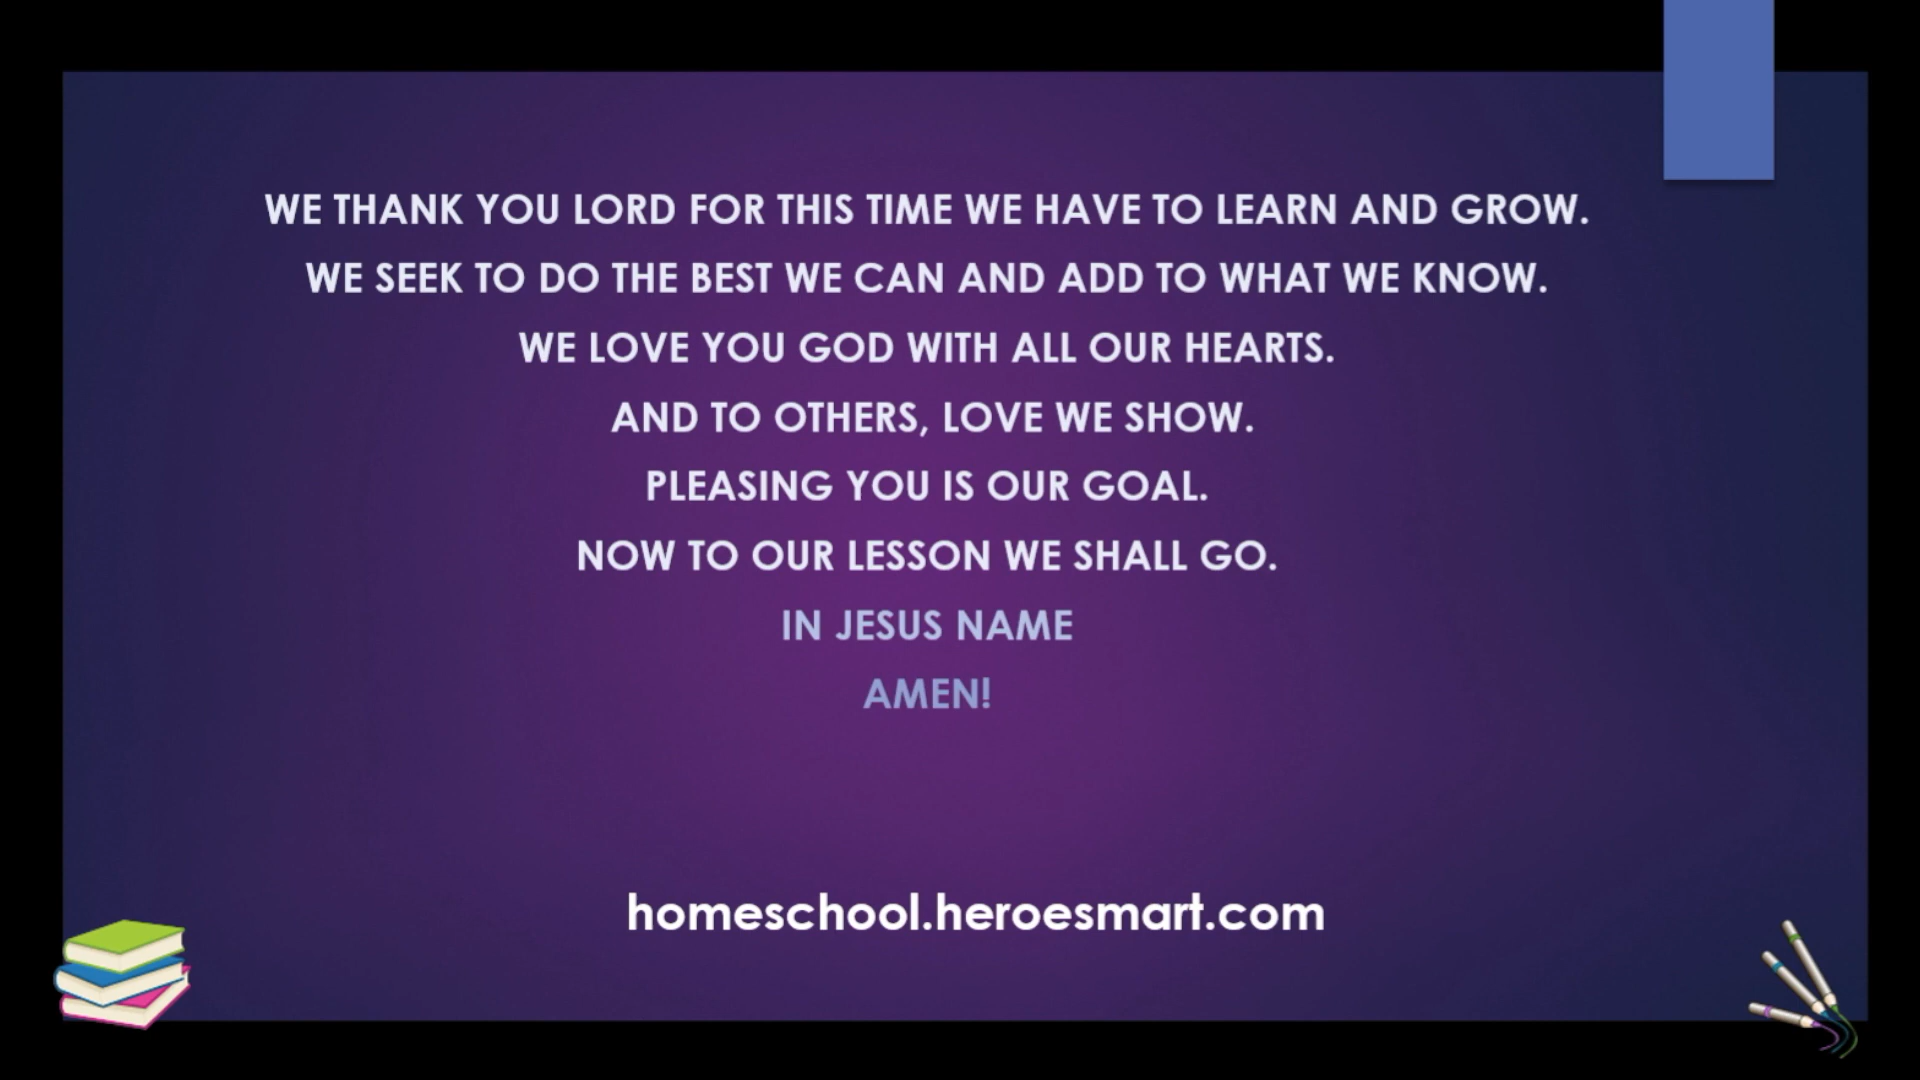 WE THANK YOU LORD FOR THIS TIME WE HAVE TO LEARN AND GROW.
WE SEEK TO DO THE BEST WE CAN AND ADD TO WHAT WE KNOW.
WE LOVE YOU GOD WITH ALL OUR HEARTS.
AND TO OTHERS, LOVE WE SHOW.
PLEASING YOU IS OUR GOAL.
NOW TO OUR LESSON WE SHALL GO.
IN JESUS NAME
AMEN!
homeschool.heroesmart.com